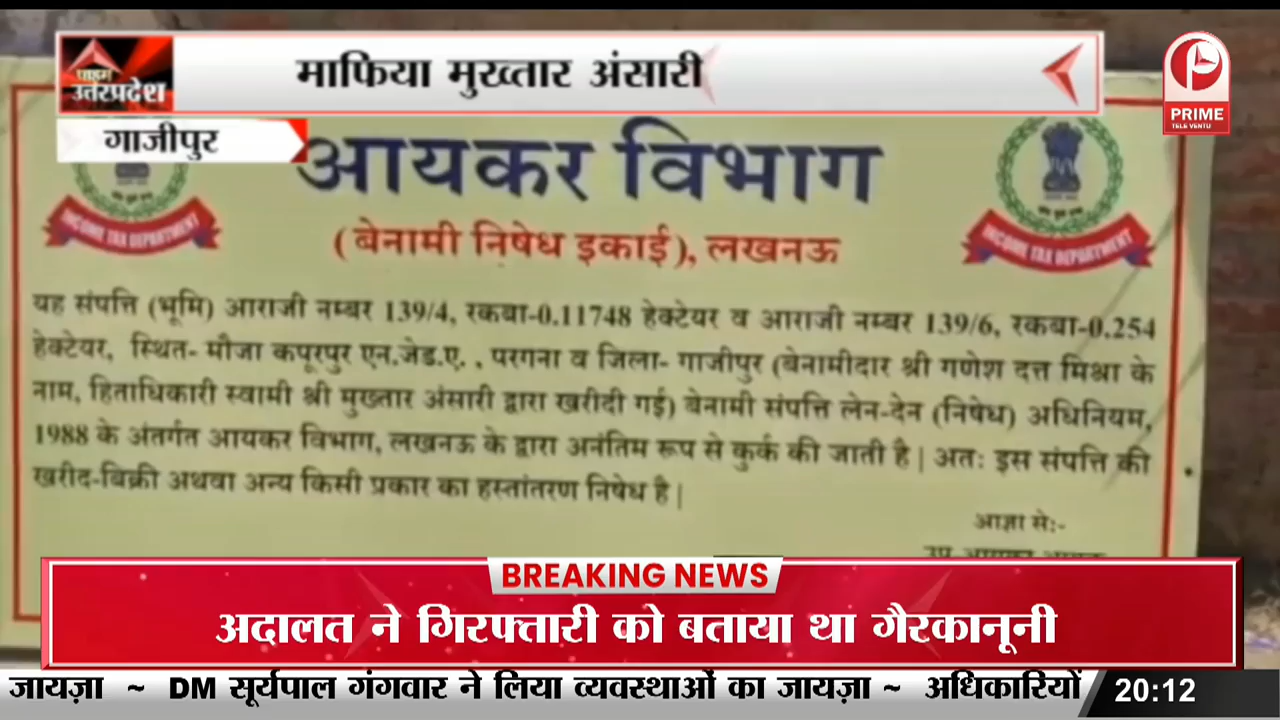 प्राइम
उत्तरप्रदेश
माफिया मुख्तार अंसारी
PRIME
TELE VENTU
गाजीपुर
आयकर विभाग
INCOME TAX DEPARTMENT
INCOME TAX DEPARTMENT
(बेनामी निषेध इकाई), लखनऊ
यह संपत्ति (भूमि) आराजी नम्बर 139/4, रकबा-0.11748 हेक्टेयर व आराजी नम्बर 139/6, रकबा-0.254
हेक्टेयर, स्थित- मौजा कपूरपुर एन.जेड.ए. , परगना व जिला- गाजीपुर (बेनामीदार श्री गणेश दत्त मिश्रा के
नाम, हिताधिकारी स्वामी श्री मुख्तार अंसारी द्वारा खरीदी गई) बेनामी संपत्ति लेन-देन (निषेध) अधिनियम,
1988 के अंतर्गत आयकर विभाग, लखनऊ के द्वारा अनंतिम रूप से कुर्क की जाती है | अतः इस संपत्ति की
खरीद-बिक्री अथवा अन्य किसी प्रकार का हस्तांतरण निषेध है |
आज्ञा से:-
BREAKING NEWS
अदालत ने गिरफ्तारी को बताया था गैरकानूनी
जायज़ा ~ DM सूर्यपाल गंगवार ने लिया व्यवस्थाओं का जायज़ा ~ अधिकारियों
20:12